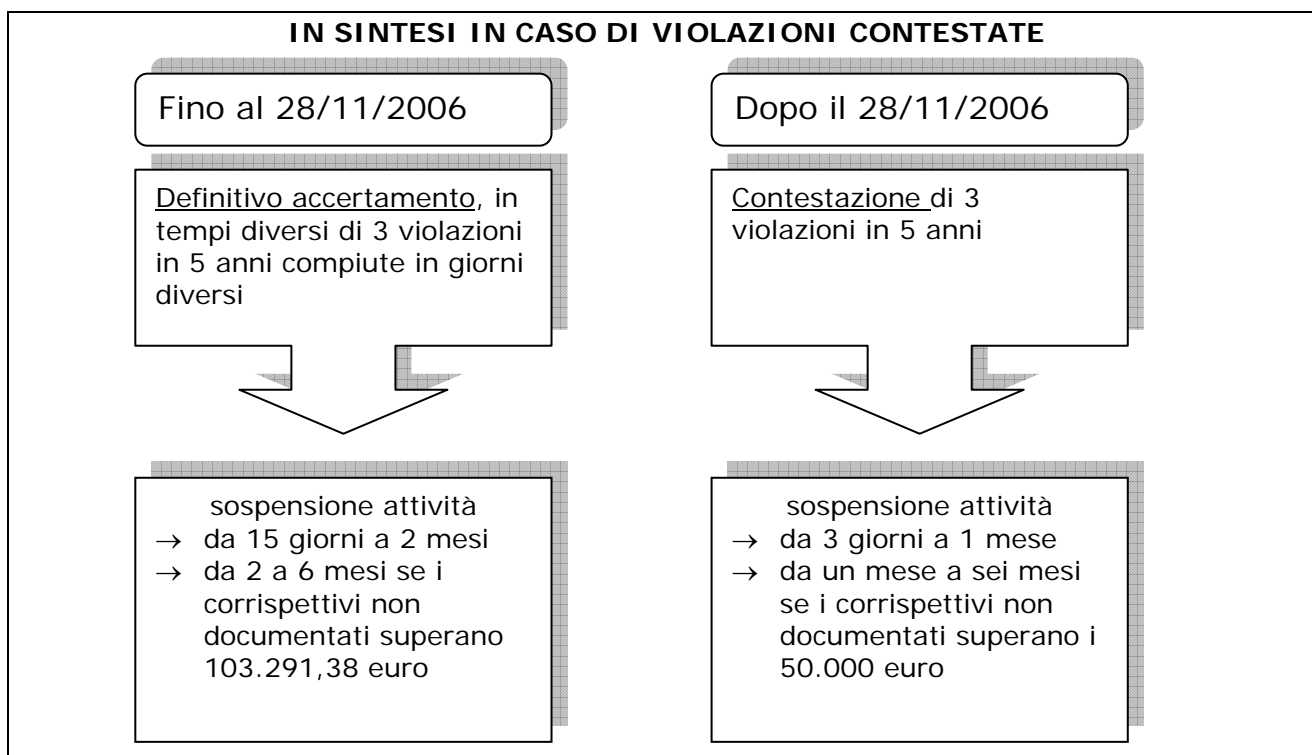 IN SINTESI IN CASO DI VIOLAZIONI CONTESTATE
Fino al 28/11/2006
Definitivo accertamento, in
tempi diversi di 3 violazioni
in 5 anni compiute in giorni
diversi
sospensione attività
→ da 15 giorni a 2 mesi
→ da 2 a 6 mesi se i
corrispettivi non
documentati superano
103.291,38 euro
Dopo il 28/11/2006
Contestazione di 3
violazioni in 5 anni
sospensione attività
→ da 3 giorni a 1 mese
→ da un mese a sei mesi
se i corrispettivi non
documentati superano i
50.000 euro